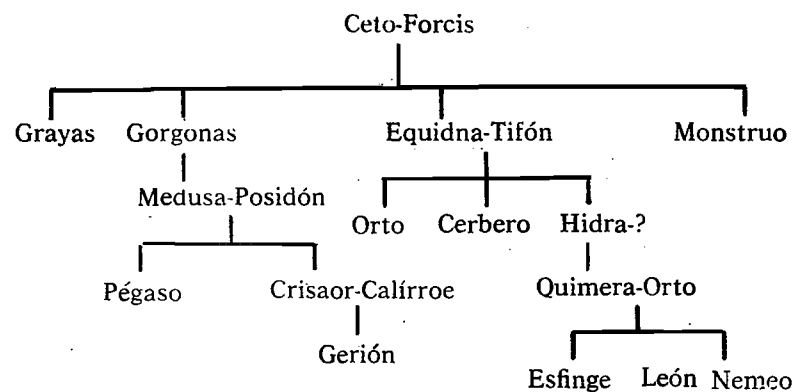 Ceto-Forcis
Grayas Gorgonas Equidna-Tifón Monstruo
Medusa-Posidón
Orto Cerbero Hidra-?
Pégaso Crisaor-Calírroe Quimera-Orto
Gerión
Esfinge León Nemeo